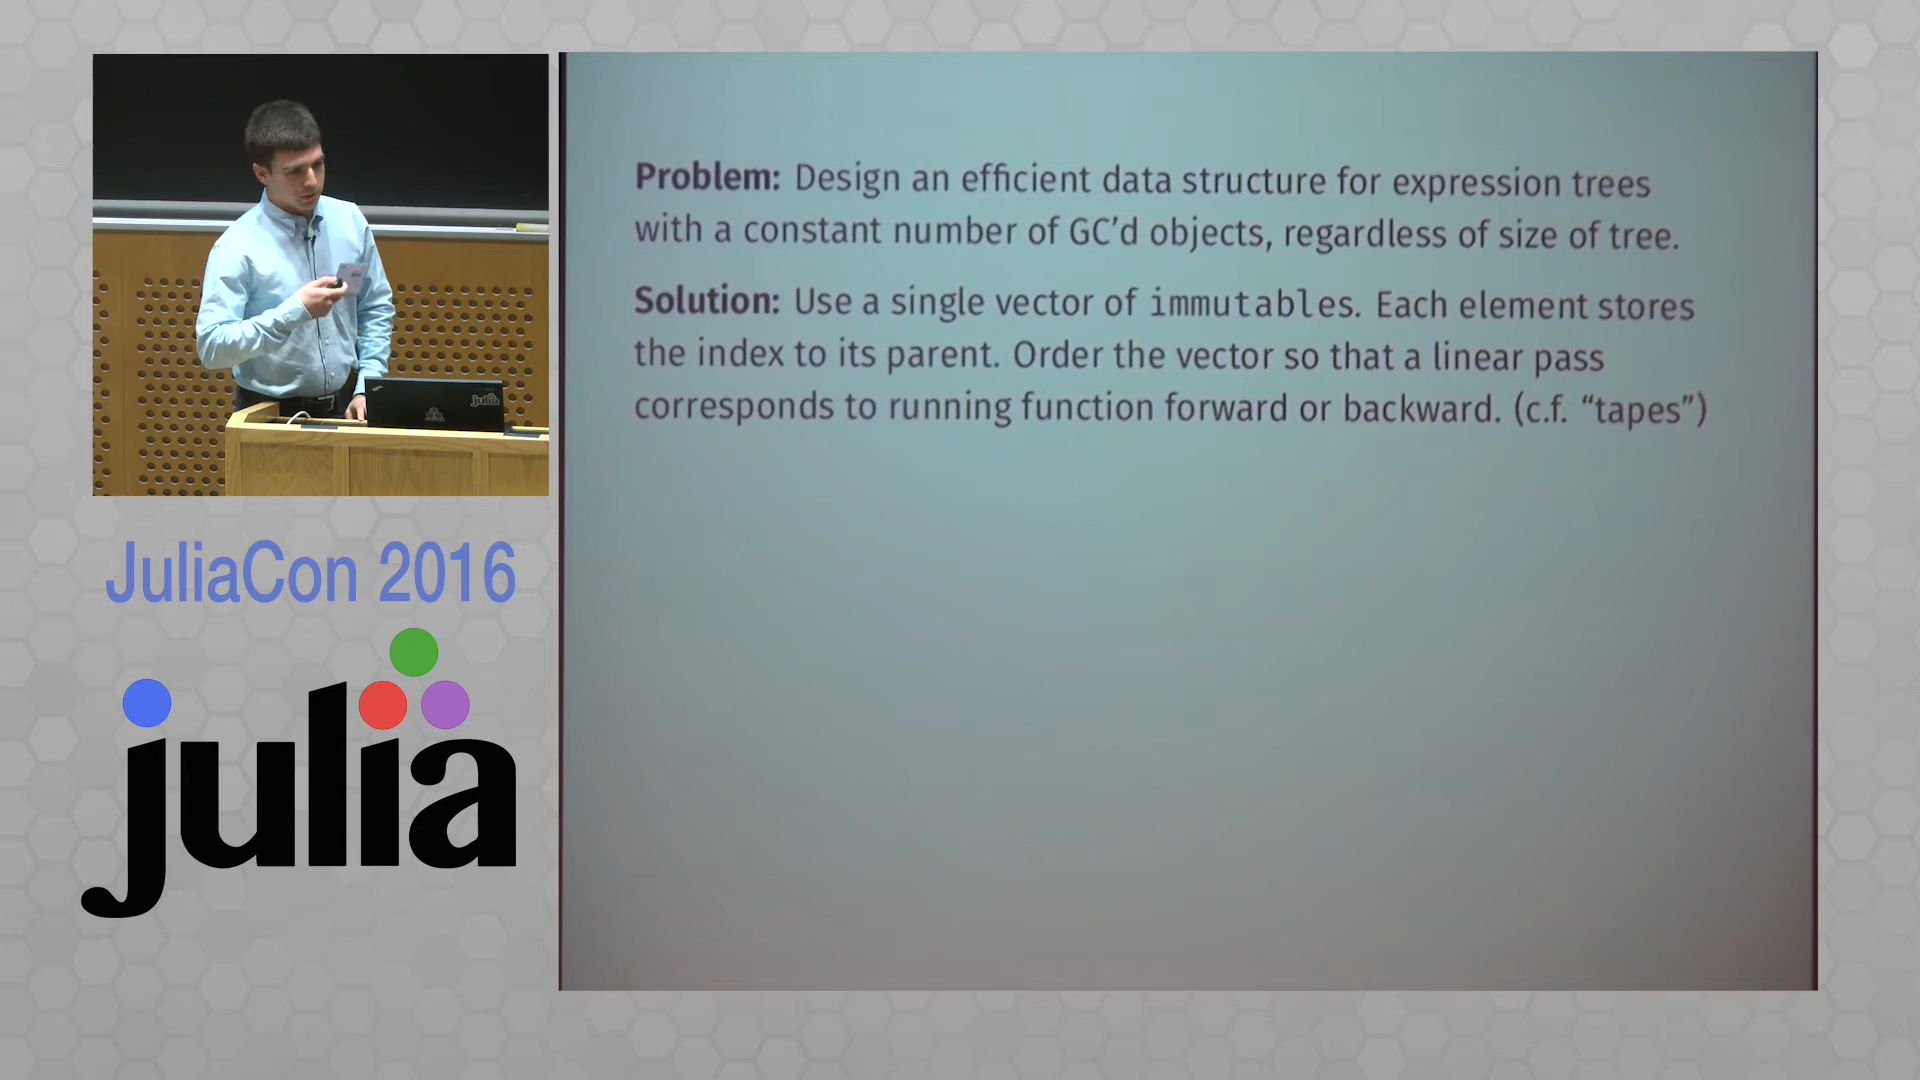 Problem: Design an efficient data structure for expression trees
with a constant number of GC'd objects, regardless of size of tree.
Solution: Use a single vector of immutables. Each element stores
the index to its parent. Order the vector so that a linear pass
corresponds to running function forward or backward. (c.f. “tapes”)
julia
JuliaCon 2016
julia